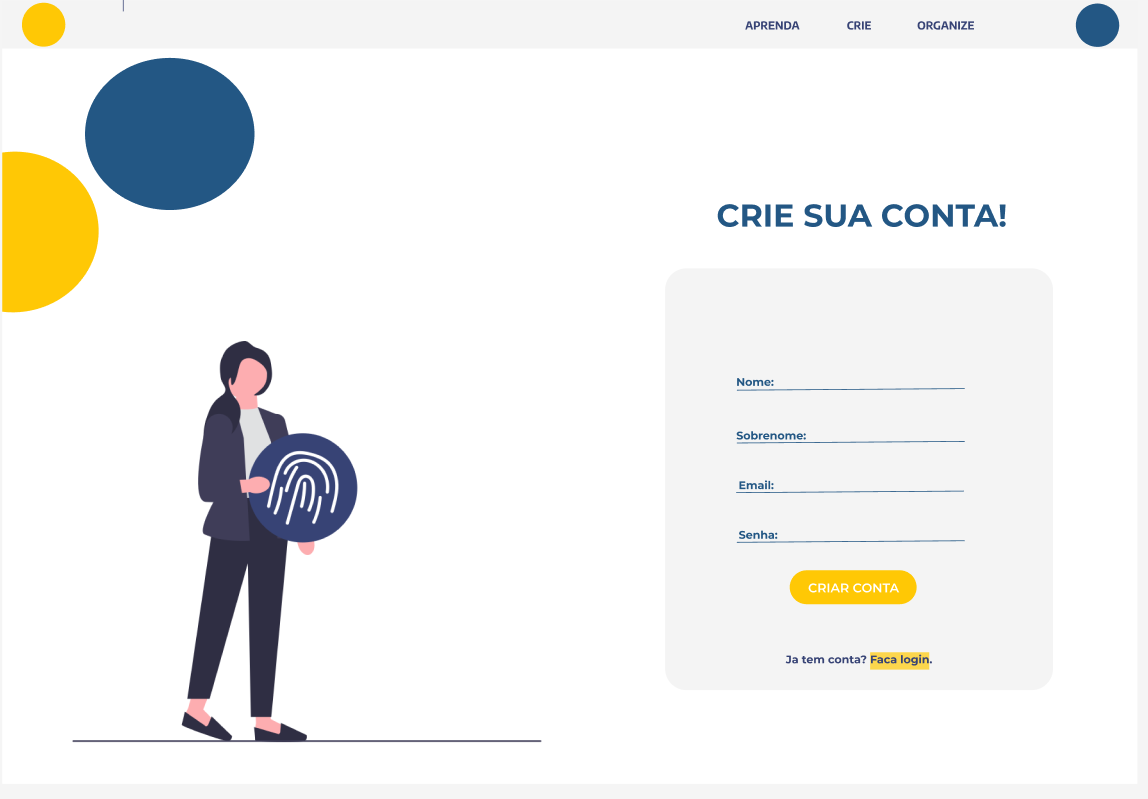 APRENDA
CRIE
ORGANIZE
CRIE SUA CONTA!
Nome:
Sobrenome:
Email:
Senha:
CRIAR CONTA
Ja tem conta? Faca login.